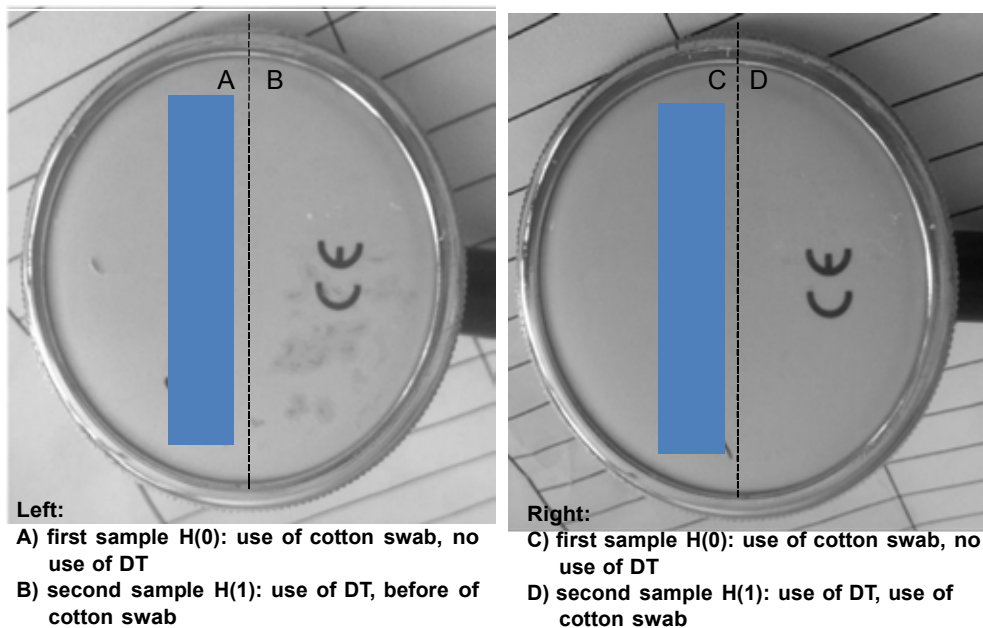 A B
C D
CE
CE
Left:
A) first sample H(0): use of cotton swab, no
use of DT
B) second sample H(1): use of DT, before of
cotton swab
Right:
C) first sample H(0): use of cotton swab, no
use of DT
D) second sample H(1): use of DT, use of
cotton swab